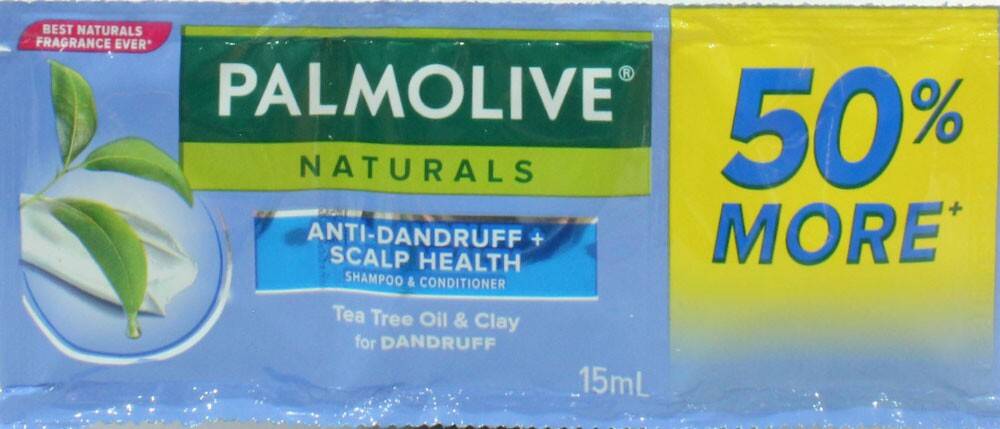 BEST NATURALS
FRAGRANCE EVER*
PALMOLIVE®
NATURALS
ANTI-DANDRUFF +
SCALP HEALTH
SHAMPOO & CONDITIONER
Tea Tree Oil & Clay
for DANDRUFF
15mL
50%
MORE+